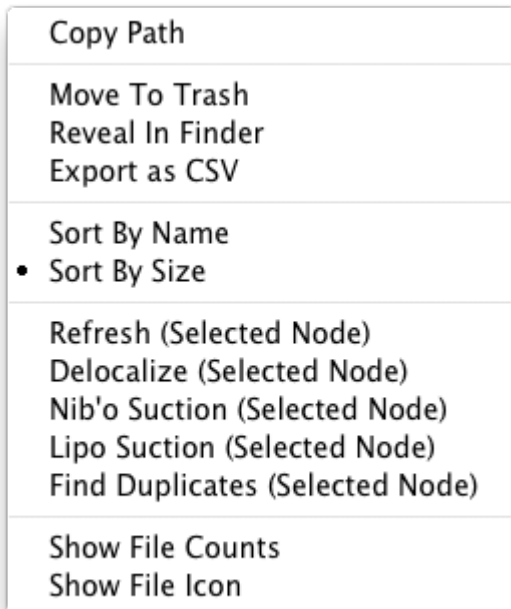 Copy Path
Move To Trash
Reveal In Finder
Export as CSV
Sort By Name
• Sort By Size
Refresh (Selected Node)
Delocalize (Selected Node)
Nib'o Suction (Selected Node)
Lipo Suction (Selected Node)
Find Duplicates (Selected Node)
Show File Counts
Show File Icon